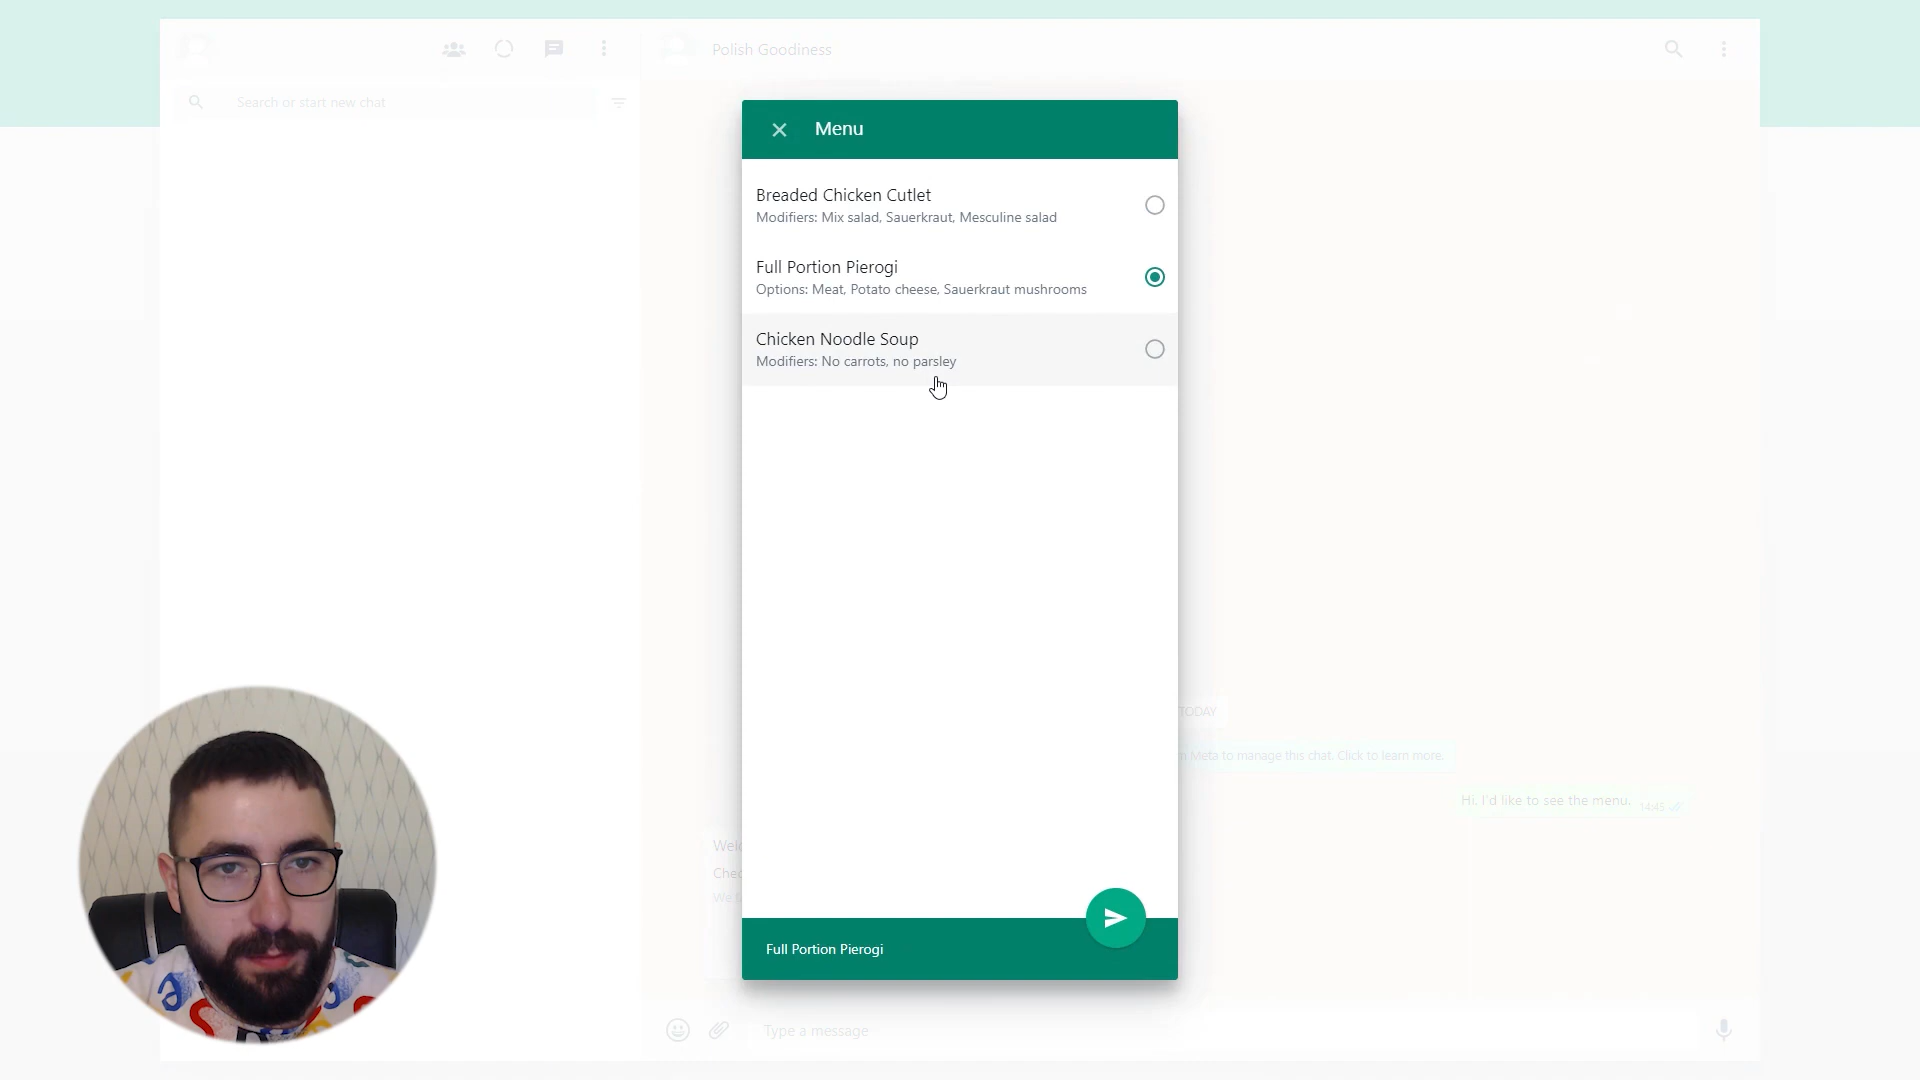 Polish Goodiness
Search or start new chat
Menu
Breaded Chicken Cutlet
Modifiers: Mix salad, Sauerkraut, Mesculine salad
Full Portion Pierogi
Options: Meat, Potato cheese, Sauerkraut mushrooms
Chicken Noodle Soup
Modifiers: No carrots, no parsley
TODAY
Meta to manage this chat. Click to learn more.
Hi. I'd like to see the menu. 14:45
Full Portion Pierogi
Type a message